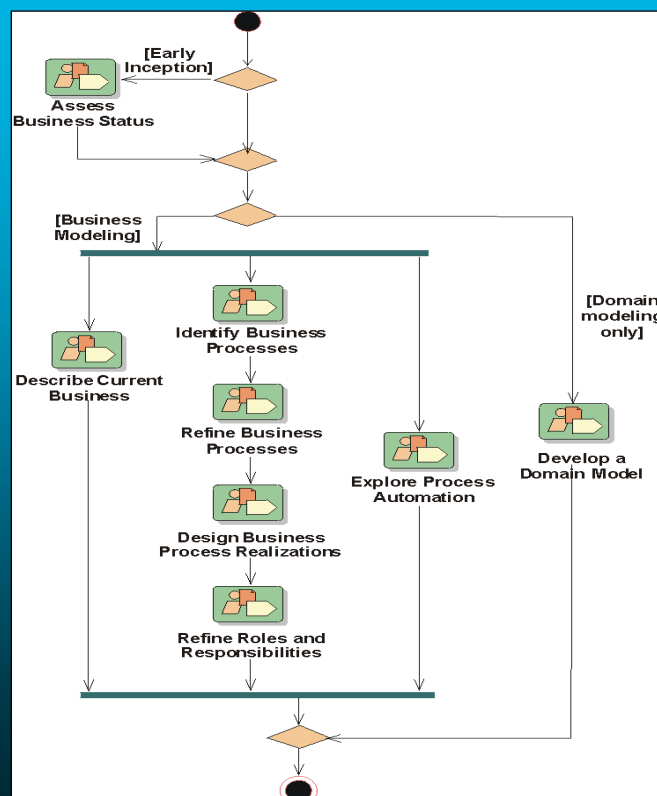 [Early
Inception]
Assess
Business Status
[Business
Modeling]
[Domain
modeling
only]
Identify Business
Processes
Describe Current
Business
Refine Business
Processes
Explore Process
Automation
Develop a
Domain Model
Design Business
Process Realizations
Refine Roles and
Responsibilities